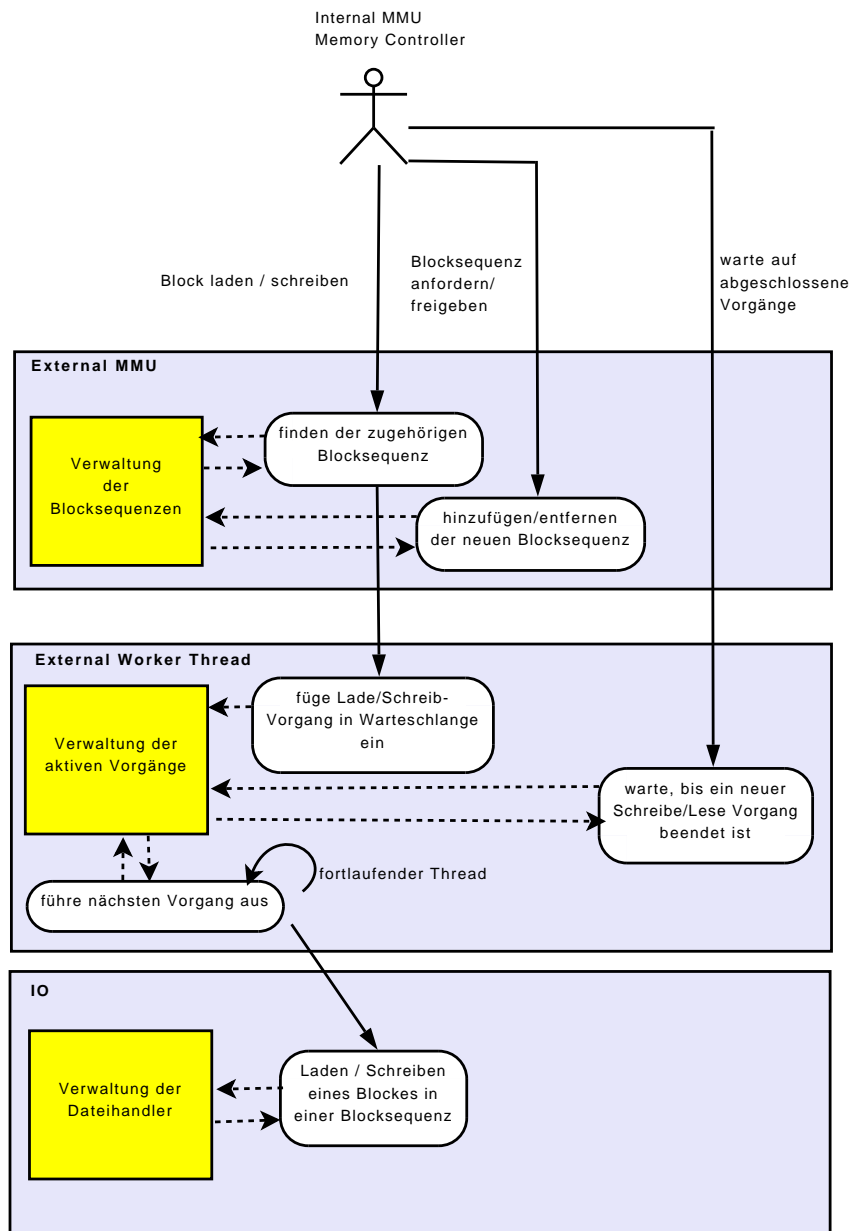 Internal MMU
Memory Controller
Block laden / schreiben
Blocksequenz
anfordern/
freigeben
warte auf
abgeschlossene
Vorgänge
External MMU
Verwaltung
der
Blocksequenzen
finden der zugehörigen
Blocksequenz
hinzufügen/entfernen
der neuen Blocksequenz
External Worker Thread
Verwaltung der
aktiven Vorgänge
füge Lade/Schreib-
Vorgang in Warteschlange
ein
warte, bis ein neuer
Schreibe/Lese Vorgang
beendet ist
fortlaufender Thread
führe nächsten Vorgang aus
IO
Verwaltung der
Dateihandler
Laden / Schreiben
eines Blockes in
einer Blocksequenz